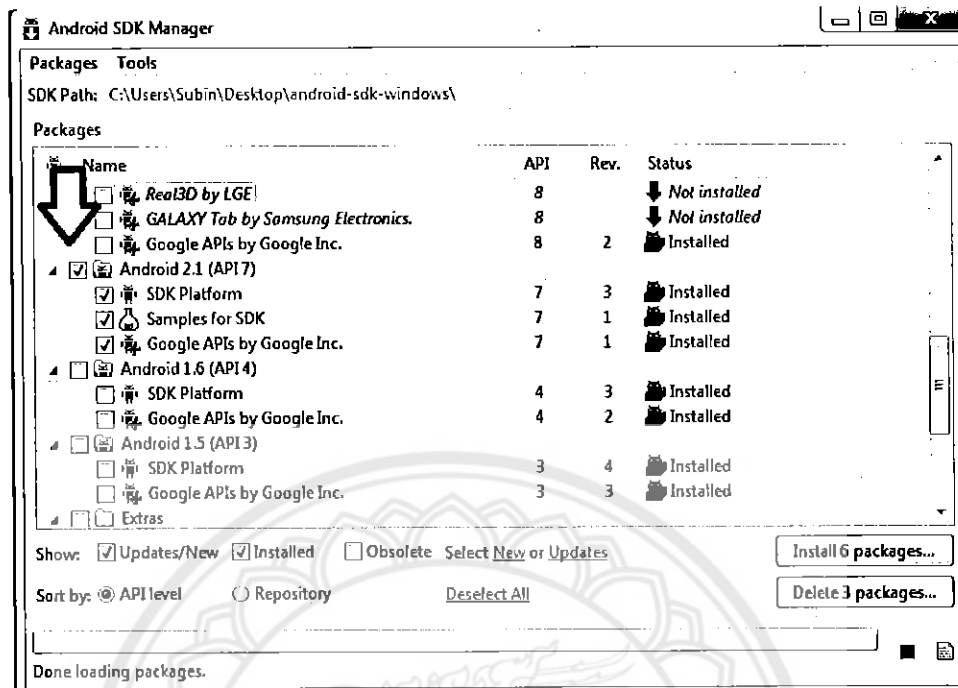 Android SDK Manager
Packages Tools
SDK Path: C:\Users\Subin\Desktop\android-sdk-windows\
Packages
Name API Rev. Status
Real3D by LGE 8 Not installed
GALAXY Tab by Samsung Electronics. 8 Not installed
Google APIs by Google Inc. 8 2 Installed
Android 2.1 (API 7)
SDK Platform 7 3 Installed
Samples for SDK 7 1 Installed
Google APIs by Google Inc. 7 1 Installed
Android 1.6 (API 4)
SDK Platform 4 3 Installed
Google APIs by Google Inc. 4 2 Installed
Android 1.5 (API 3)
SDK Platform 3 4 Installed
Google APIs by Google Inc. 3 3 Installed
Extras
Show: Updates/New Installed Obsolete Select New or Updates Install 6 packages...
Sort by: API level Repository Deselect All Delete 3 packages...
Done loading packages.